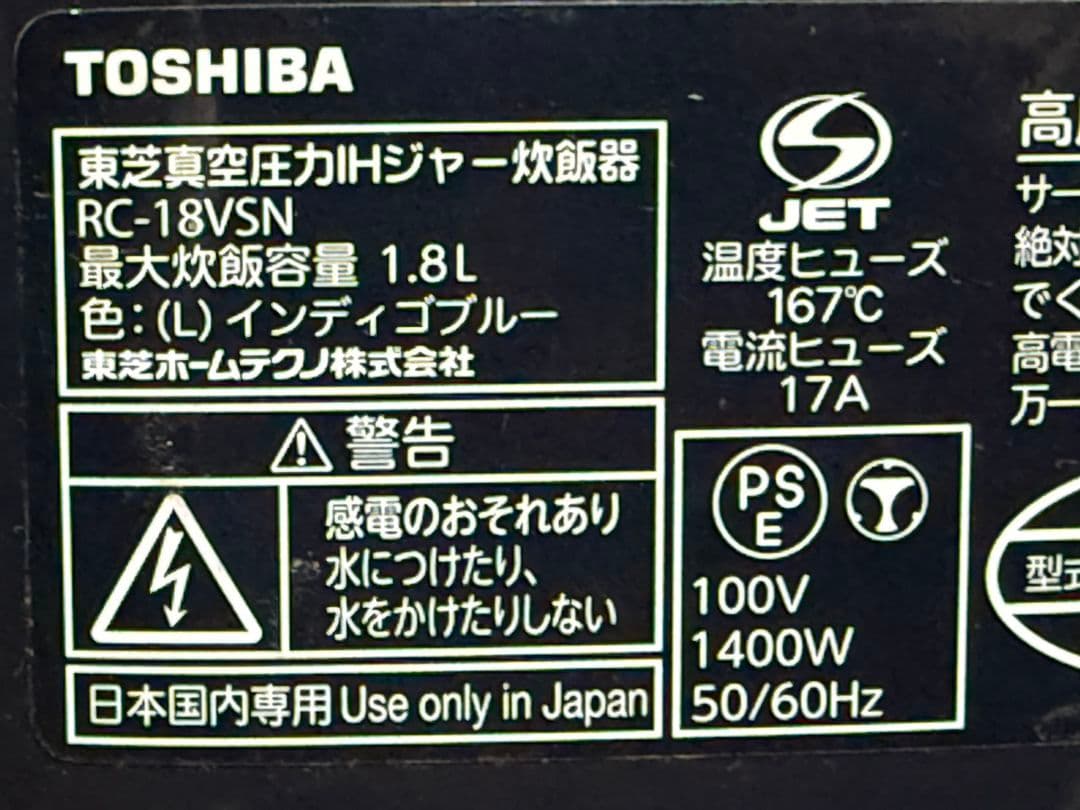 TOSHIBA
東芝真空圧力IHジャー炊飯器
RC-18VSN
最大炊飯容量 1.8L
色:(L)インディゴブルー
東芝ホームテクノ株式会社
警告
感電のおそれあり
水につけたり、
水をかけたりしない
日本国内専用 Use only in Japan
JET
温度ヒューズ
167℃
電流ヒューズ
17A
PS
E
100V
1400W
50/60Hz
高
サー
絶対
でく
高電
万一
型式